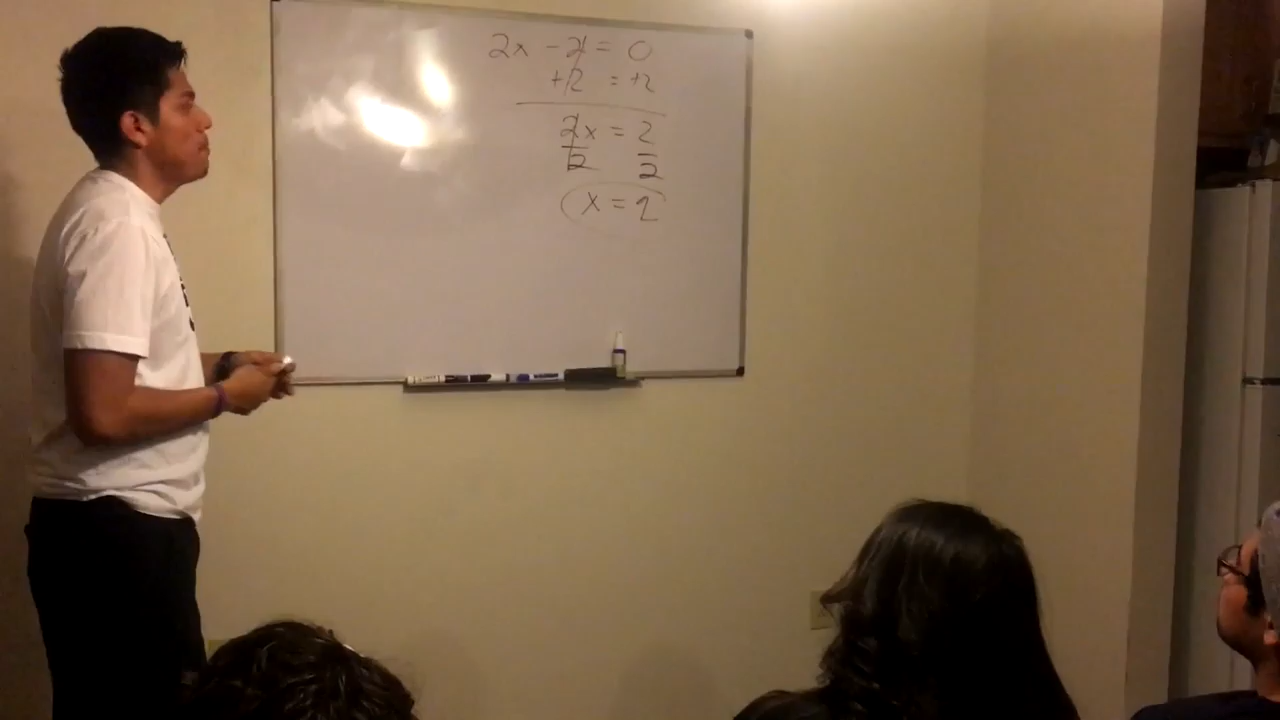 2x - 2 = 0
+2 = +2
2x = 2
2 2
x = 2